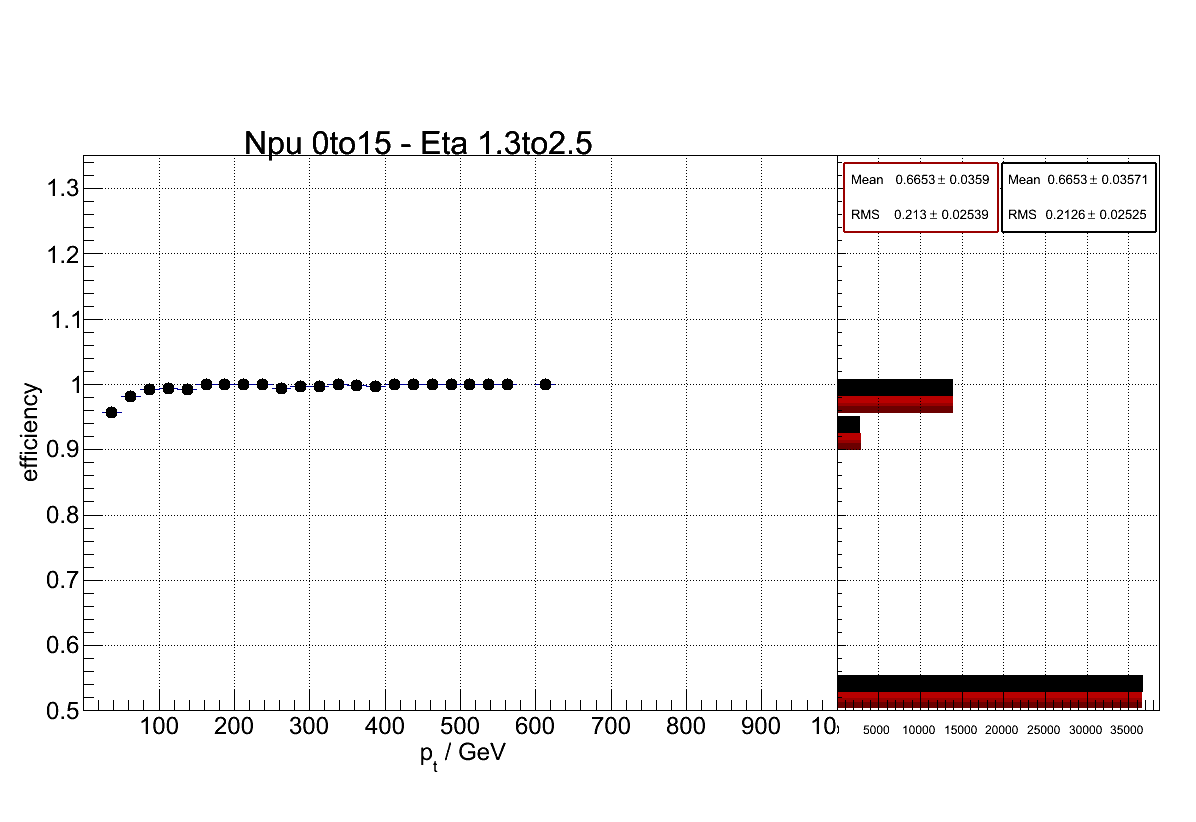 Npu 0to15 - Eta 1.3to2.5
Mean 0.6653 ± 0.0359
RMS 0.213 ± 0.02539
Mean 0.6653 ± 0.03571
RMS 0.2126 ± 0.02525
efficiency
1.3
1.2
1.1
1
0.9
0.8
0.7
0.6
0.5
100 200 300 400 500 600 700 800 900
5000 10000 15000 20000 25000 30000 35000
pt / GeV